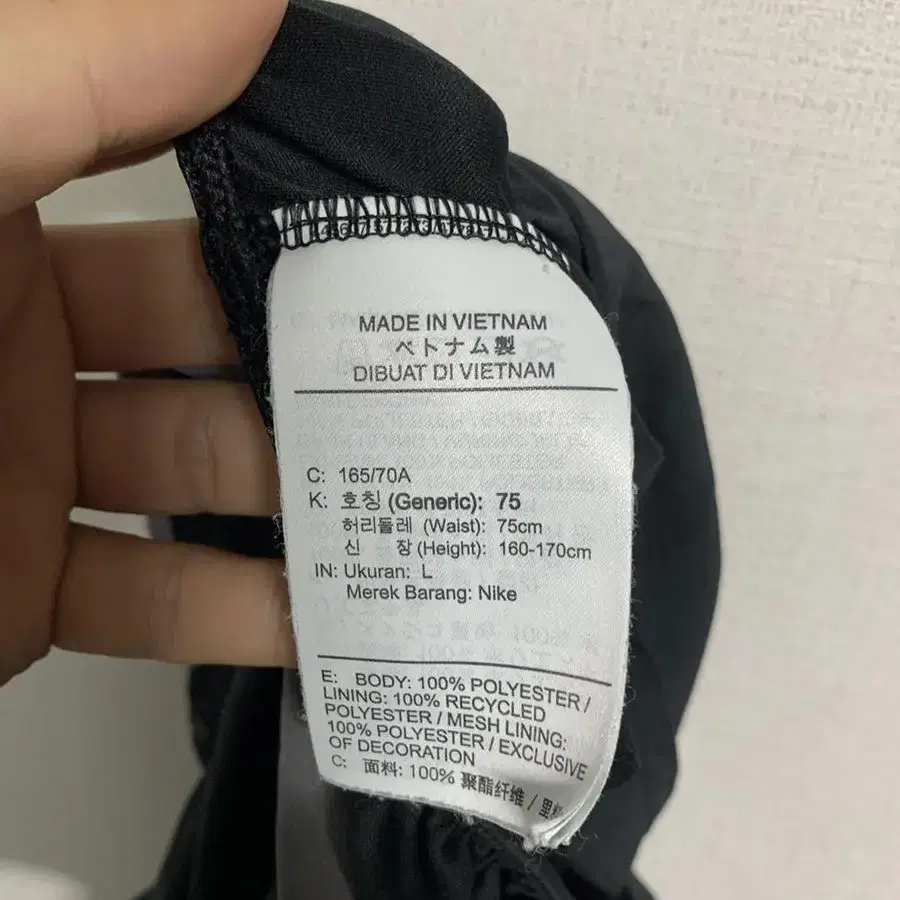 MADE IN VIETNAM
ベトナム製
DIBUAT DI VIETNAM
C: 165/70A
K: 호칭 (Generic): 75
허리둘레 (Waist): 75cm
신 장 (Height): 160-170cm
IN: Ukuran: L
Merek Barang: Nike
E: BODY: 100% POLYESTER /
LINING: 100% RECYCLED
POLYESTER / MESH LINING:
100% POLYESTER / EXCLUSIVE
OF DECORATION
C: 面料: 100% 聚酯纤维 /